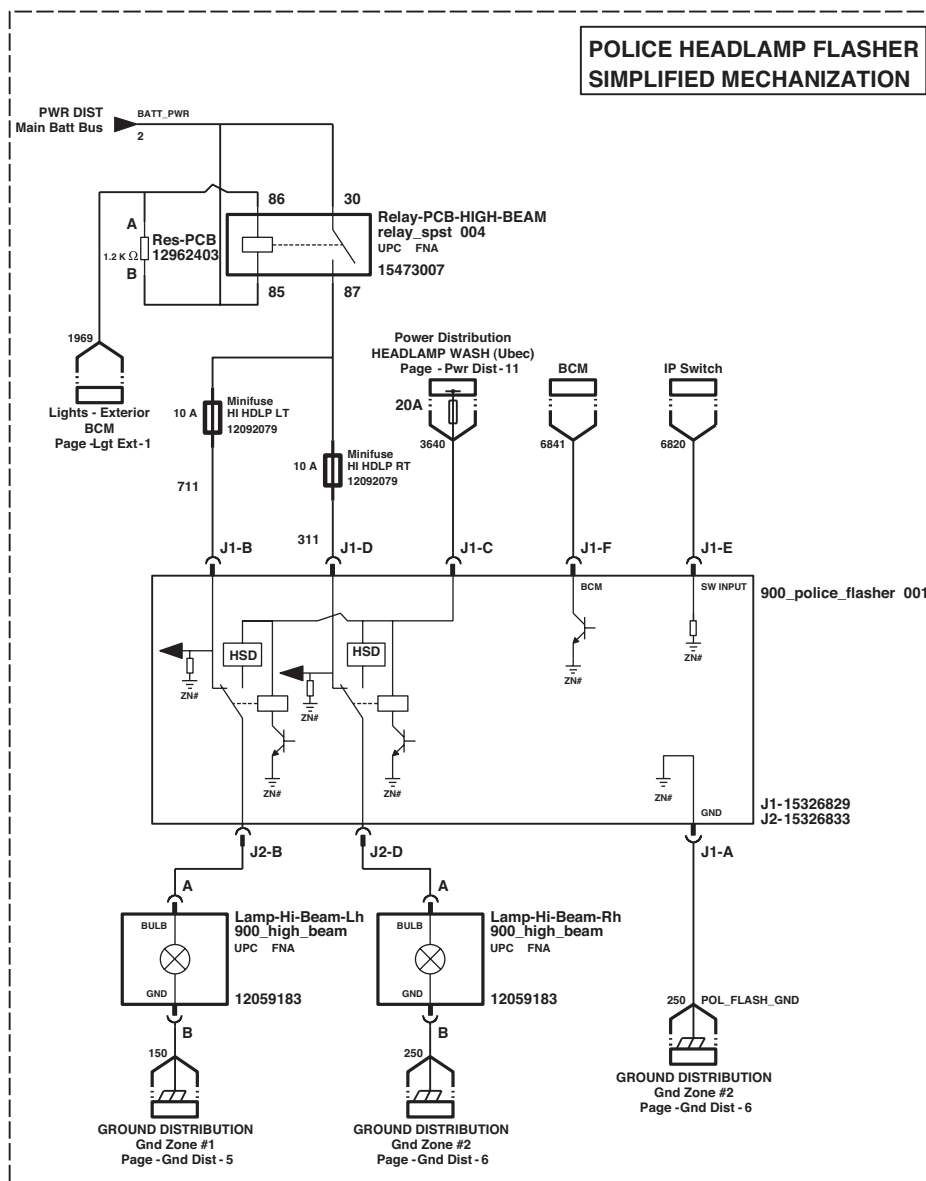 POLICE HEADLAMP FLASHER
SIMPLIFIED MECHANIZATION
PWR DIST
Main Batt Bus
BATT_PWR
2
86
30
Relay-PCB-HIGH-BEAM
relay_spst 004
UPC FNA
15473007
A
Res-PCB
1.2 K Ω
12962403
B
85
87
1969
Lights - Exterior
BCM
Page -Lgt Ext-1
Power Distribution
HEADLAMP WASH (Ubec)
Page - Pwr Dist-11
BCM
IP Switch
10 A
Minifuse
HI HDLP LT
12092079
20A
3640
6841
6820
10 A
Minifuse
HI HDLP RT
12092079
711
311
J1-B
J1-D
J1-C
J1-F
J1-E
BCM
SW INPUT
900_police_flasher 001
HSD
HSD
ZN#
ZN#
ZN#
ZN#
ZN#
ZN#
ZN#
GND
J1-15326829
J2-15326833
J2-B
J2-D
J1-A
A
A
BULB
Lamp-Hi-Beam-Lh
900_high_beam
UPC FNA
GND
12059183
BULB
Lamp-Hi-Beam-Rh
900_high_beam
UPC FNA
GND
12059183
B
B
250
POL_FLASH_GND
150
250
GROUND DISTRIBUTION
Gnd Zone #2
Page -Gnd Dist - 6
GROUND DISTRIBUTION
Gnd Zone #1
Page -Gnd Dist - 5
GROUND DISTRIBUTION
Gnd Zone #2
Page -Gnd Dist - 6